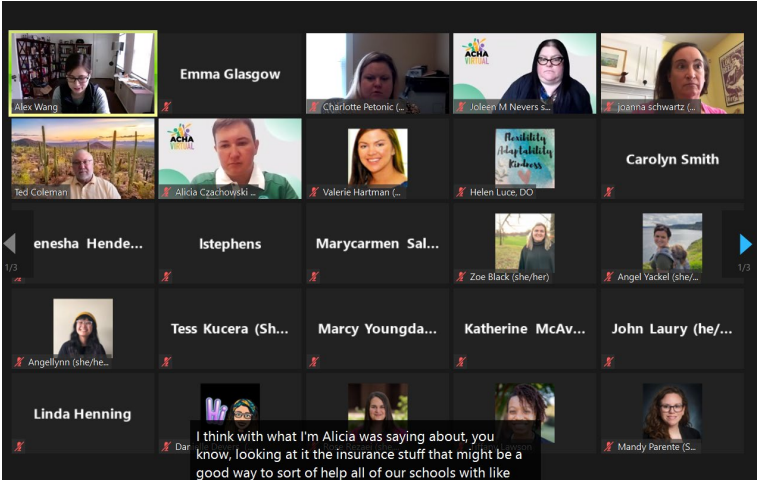 Alex Wang
Emma Glasgow
Charlotte Petonic (...
ACHA
VIRTUAL
Joleen M Nevers s...
joanna schwartz (...
Ted Coleman
ACHA
VIRTUAL
Alicia Czachowski ...
Valerie Hartman (...
Flexibility
Adaptability
Kindness
Helen Luce, DO
Carolyn Smith
enesha Hende...
lstephens
Marycarmen Sal...
Zoe Black (she/her)
Angel Yackel (she/...
1/3
1/3
Angellynn (she/he...
Tess Kucera (Sh...
Marcy Youngda...
Katherine McAv...
John Laury (he/...
Linda Henning
Hi
Mandy Parente (S...
I think with what I'm Alicia was saying about, you
know, looking at it the insurance stuff that might be a
good way to sort of help all of our schools with like